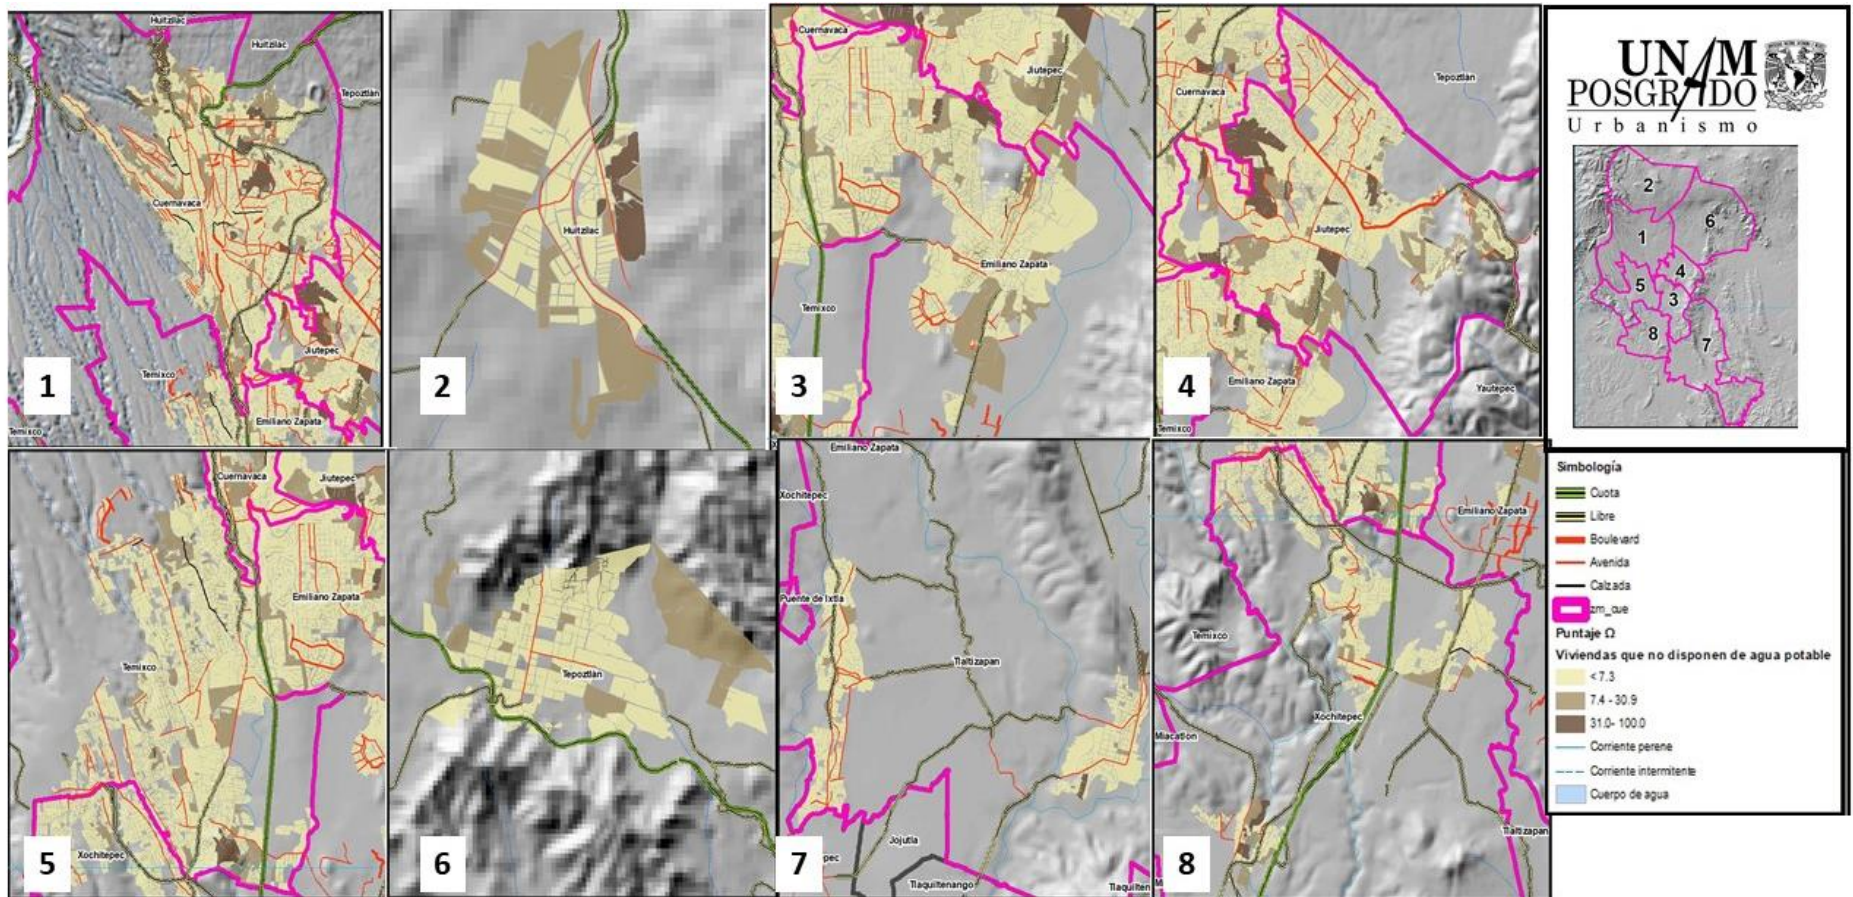 Huitzilac
Huitzilac
Tepoztlán
Cuernavaca
Jiutepec
Temixco
Emiliano Zapata
Temixco
1
Huitzilac
2
Cuernavaca
Jiutepec
Emiliano Zapata
Temixco
3
Tepoztlán
Cuernavaca
Jiutepec
Emiliano Zapata
Yautepec
Temixco
4
UNAM
POSGRADO
Urbanismo
2
6
1
4
5
3
8
7
Cuernavaca
Jiutepec
Emiliano Zapata
Temixco
Xochitepec
5
Tepoztlán
6
Emiliano Zapata
Xochitepec
Puente de Ixtla
Tlaltizapan
Jojutla
Tlaquiltenango
Tlaquilten
pec
7
Emiliano Zapata
Temixco
Xochitepec
Miacatlon
Tlaltizapan
8
Simbología
Cuota
Libre
Boulevard
Avenida
Calzada
zm_cue
Puntaje Ω
Viviendas que no disponen de agua potable
< 7.3
7.4 - 30.9
31.0- 100.0
Corriente perene
Corriente intermitente
Cuerpo de agua